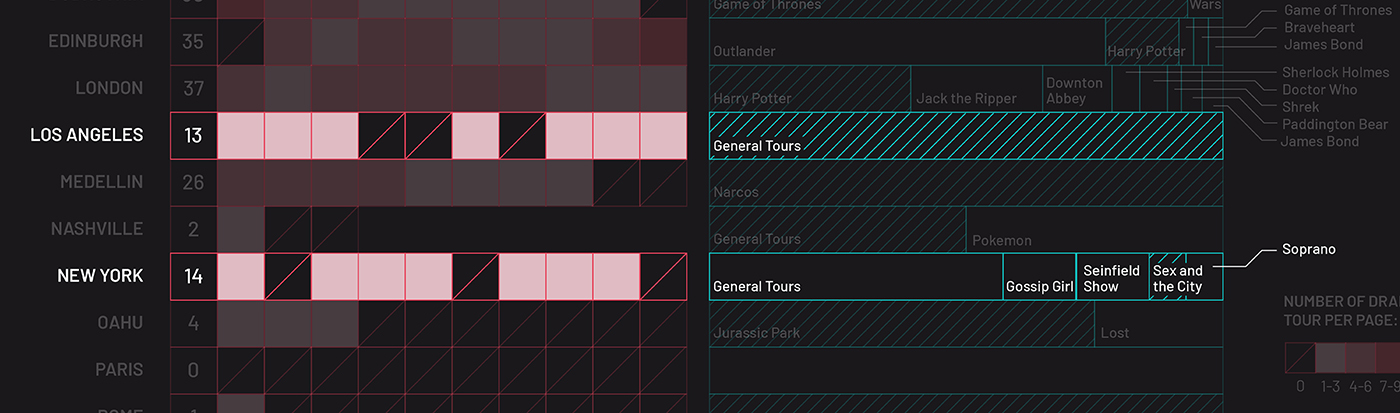 Game of Thrones
Wars
Game of Thrones
Braveheart
James Bond
EDINBURGH
35
Outlander
Harry Potter
Sherlock Holmes
Doctor Who
Shrek
Paddington Bear
James Bond
LONDON
37
Harry Potter
Jack the Ripper
Downton
Abbey
LOS ANGELES
13
General Tours
MEDELLIN
26
Narcos
NASHVILLE
2
General Tours
Pokemon
NEW YORK
14
General Tours
Gossip Girl
Seinfield
Show
Sex and
the City
Soprano
OAHU
4
Jurassic Park
Lost
NUMBER OF DRA
TOUR PER PAGE:
0
1-3
4-6
7-9
PARIS
0